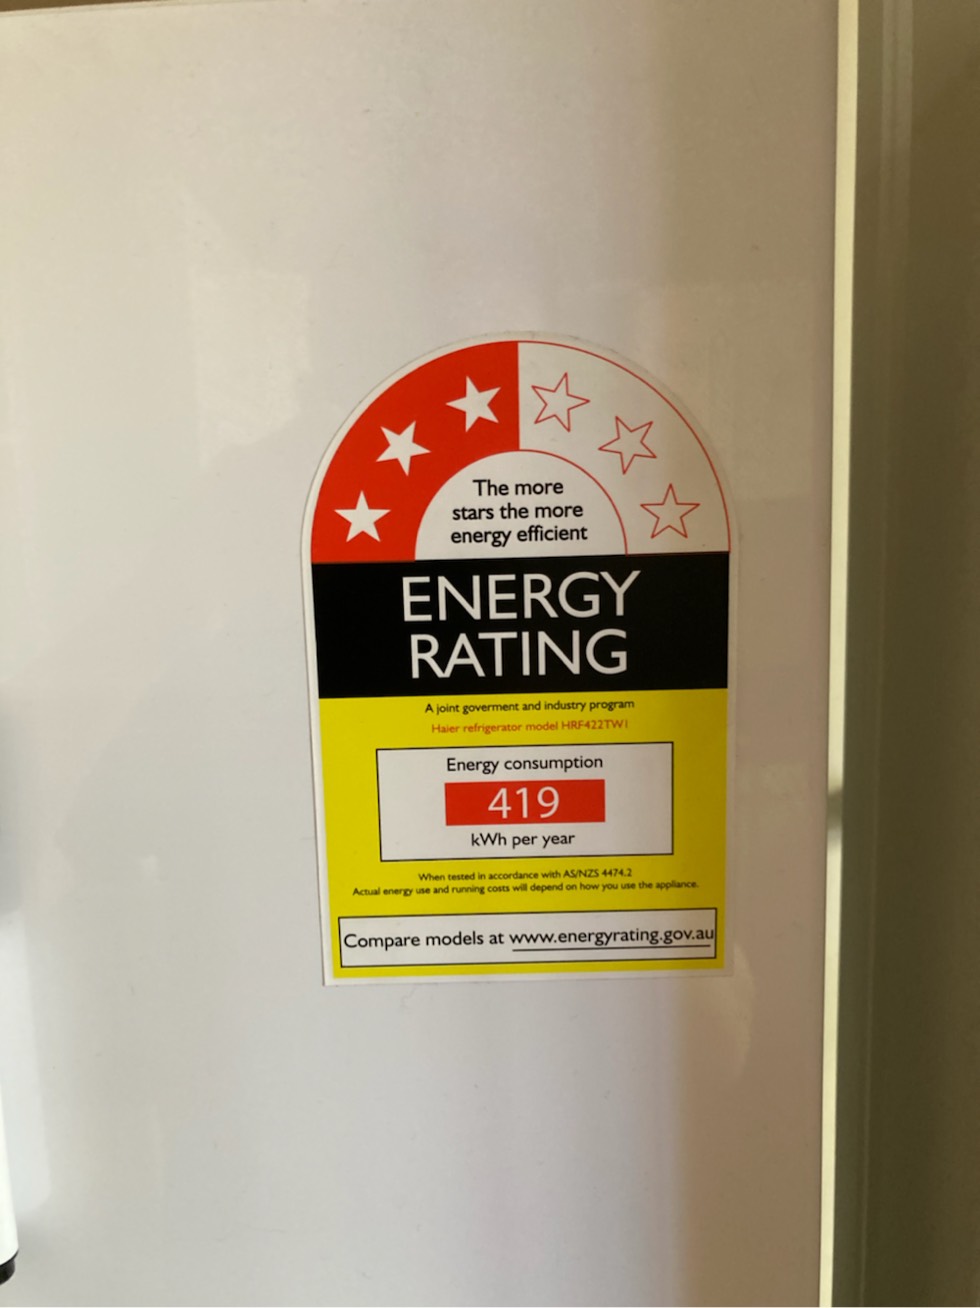 The more
stars the more
energy efficient
ENERGY
RATING
A joint goverment and industry program
Haier refrigerator model HRF422TW1
Energy consumption
419
kWh per year
When tested in accordance with AS/NZS 4474.2
Actual energy use and running costs will depend on how you use the appliance.
Compare models at www.energyrating.gov.au